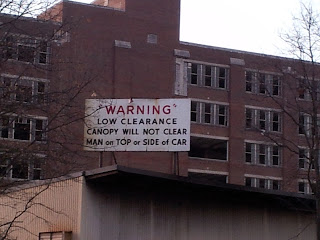 WARNING
LOW CLEARANCE
CANOPY WILL NOT CLEAR
MAN on TOP or SIDE of CAR